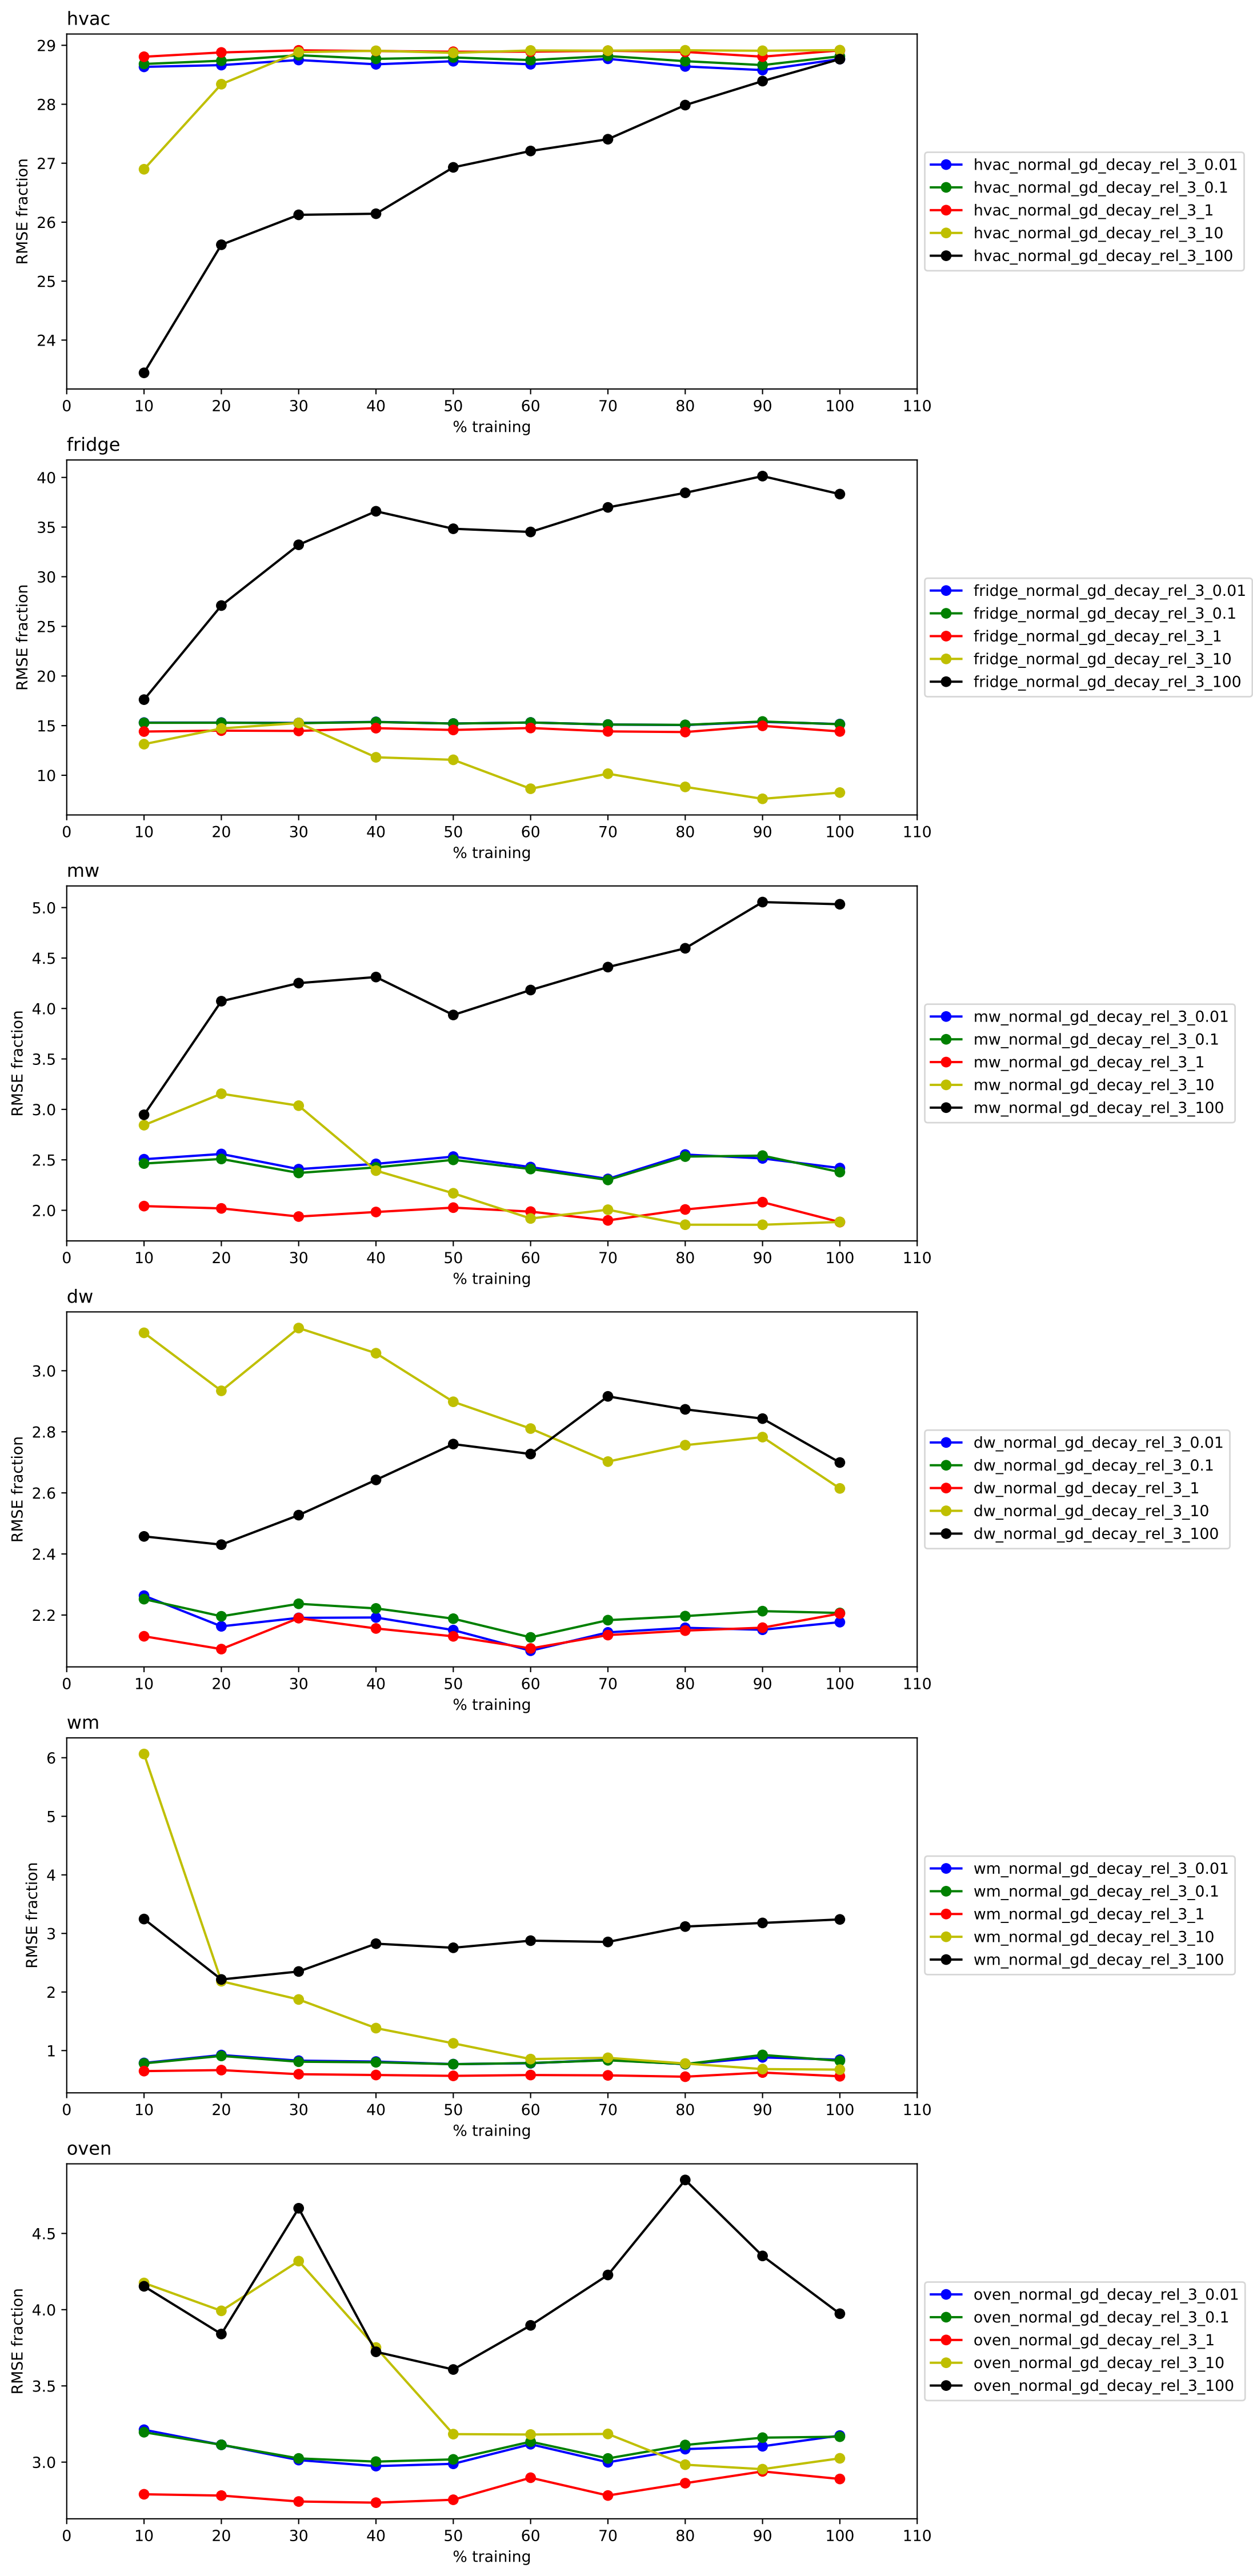 hvac
29
28
27
26
25
24
RMSE fraction
0 10 20 30 40 50 60 70 80 90 100 110
% training
hvac_normal_gd_decay_rel_3_0.01
hvac_normal_gd_decay_rel_3_0.1
hvac_normal_gd_decay_rel_3_1
hvac_normal_gd_decay_rel_3_10
hvac_normal_gd_decay_rel_3_100
fridge
40
35
30
25
20
15
10
RMSE fraction
0 10 20 30 40 50 60 70 80 90 100 110
% training
fridge_normal_gd_decay_rel_3_0.01
fridge_normal_gd_decay_rel_3_0.1
fridge_normal_gd_decay_rel_3_1
fridge_normal_gd_decay_rel_3_10
fridge_normal_gd_decay_rel_3_100
mw
5.0
4.5
4.0
3.5
3.0
2.5
2.0
RMSE fraction
0 10 20 30 40 50 60 70 80 90 100 110
% training
mw_normal_gd_decay_rel_3_0.01
mw_normal_gd_decay_rel_3_0.1
mw_normal_gd_decay_rel_3_1
mw_normal_gd_decay_rel_3_10
mw_normal_gd_decay_rel_3_100
dw
3.0
2.8
2.6
2.4
2.2
RMSE fraction
0 10 20 30 40 50 60 70 80 90 100 110
% training
dw_normal_gd_decay_rel_3_0.01
dw_normal_gd_decay_rel_3_0.1
dw_normal_gd_decay_rel_3_1
dw_normal_gd_decay_rel_3_10
dw_normal_gd_decay_rel_3_100
wm
6
5
4
3
2
1
RMSE fraction
0 10 20 30 40 50 60 70 80 90 100 110
% training
wm_normal_gd_decay_rel_3_0.01
wm_normal_gd_decay_rel_3_0.1
wm_normal_gd_decay_rel_3_1
wm_normal_gd_decay_rel_3_10
wm_normal_gd_decay_rel_3_100
oven
4.5
4.0
3.5
3.0
RMSE fraction
0 10 20 30 40 50 60 70 80 90 100 110
% training
oven_normal_gd_decay_rel_3_0.01
oven_normal_gd_decay_rel_3_0.1
oven_normal_gd_decay_rel_3_1
oven_normal_gd_decay_rel_3_10
oven_normal_gd_decay_rel_3_100